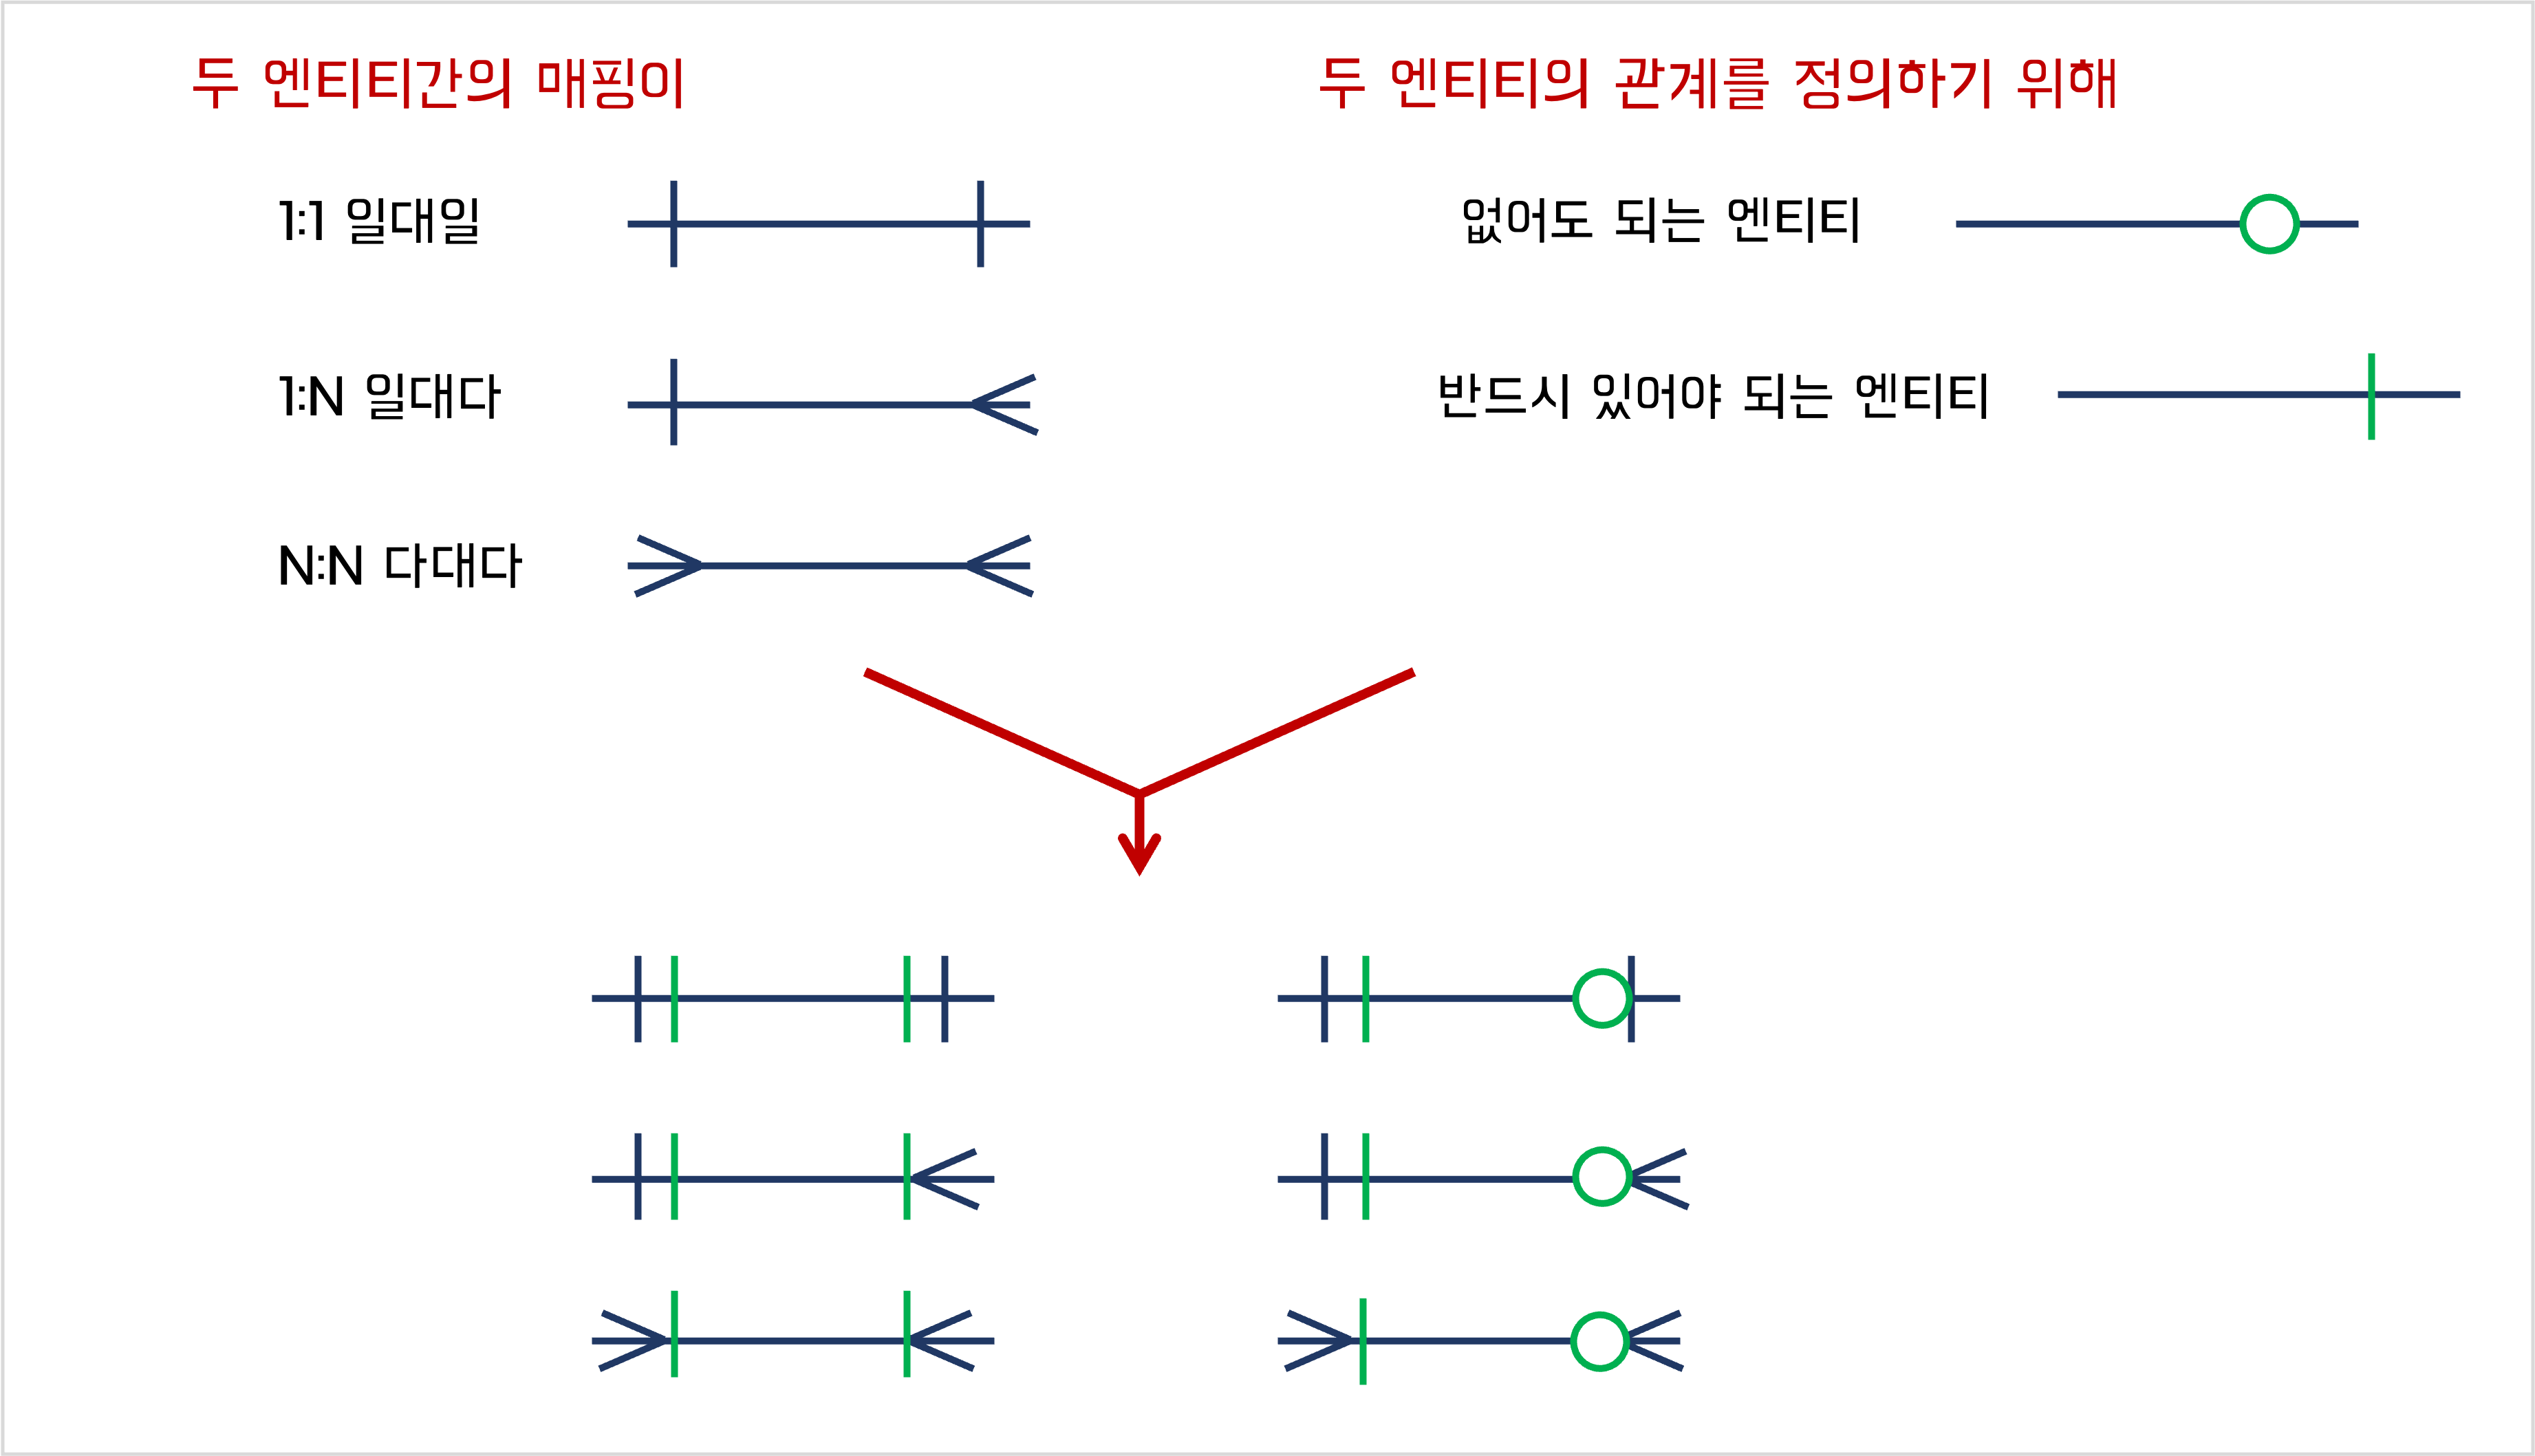 두 엔티티간의 매핑이
1:1 일대일
1:N 일대다
N:N 다대다
두 엔티티의 관계를 정의하기 위해
없어도 되는 엔티티
반드시 있어야 되는 엔티티